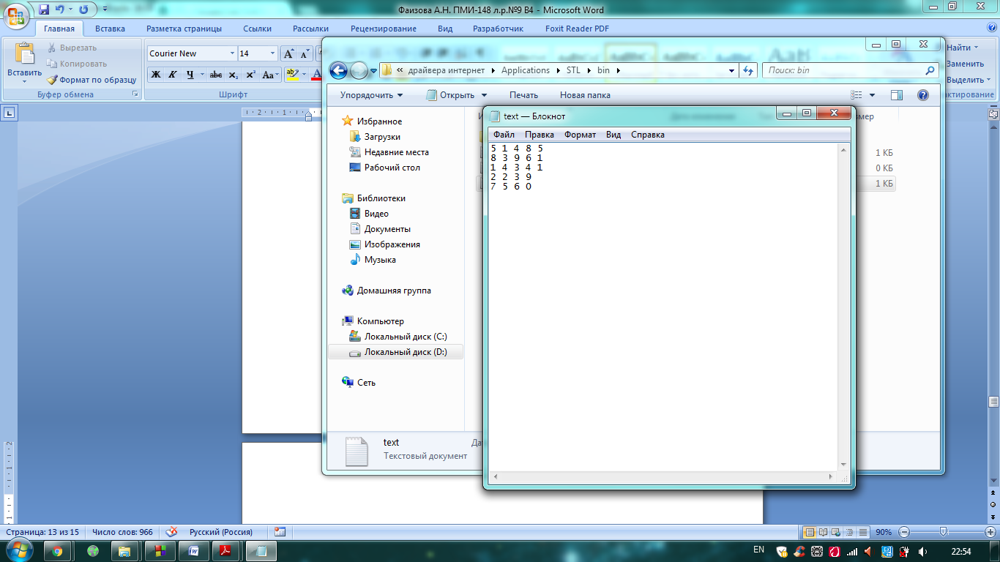 Фаизова А.Н. ПМИ-148 л.р.№9 В4 - Microsoft Word
Главная Вставка Разметка страницы Ссылки Рассылки Рецензирование Вид Разработчик Foxit Reader PDF
Вставить
Вырезать
Копировать
Формат по образцу
Буфер обмена
Courier New 14
Ж К Ч abc x₂ x² Aa
Шрифт
Найти
Заменить
Выделить
драйвера интернет Applications STL bin
Поиск: bin
Упорядочить Открыть Печать Новая папка
Избранное
Загрузки
Недавние места
Рабочий стол
Библиотеки
Видео
Документы
Изображения
Музыка
Домашняя группа
Компьютер
Локальный диск (C:)
Локальный диск (D:)
Сеть
1 КБ
0 КБ
1 КБ
text — Блокнот
Файл Правка Формат Вид Справка
5 1 4 8 5
8 3 9 6 1
1 4 3 4 1
2 2 3 9
7 5 6 0
text
Текстовый документ
Страница: 13 из 15 Число слов: 966 Русский (Россия) 90%
EN 22:54